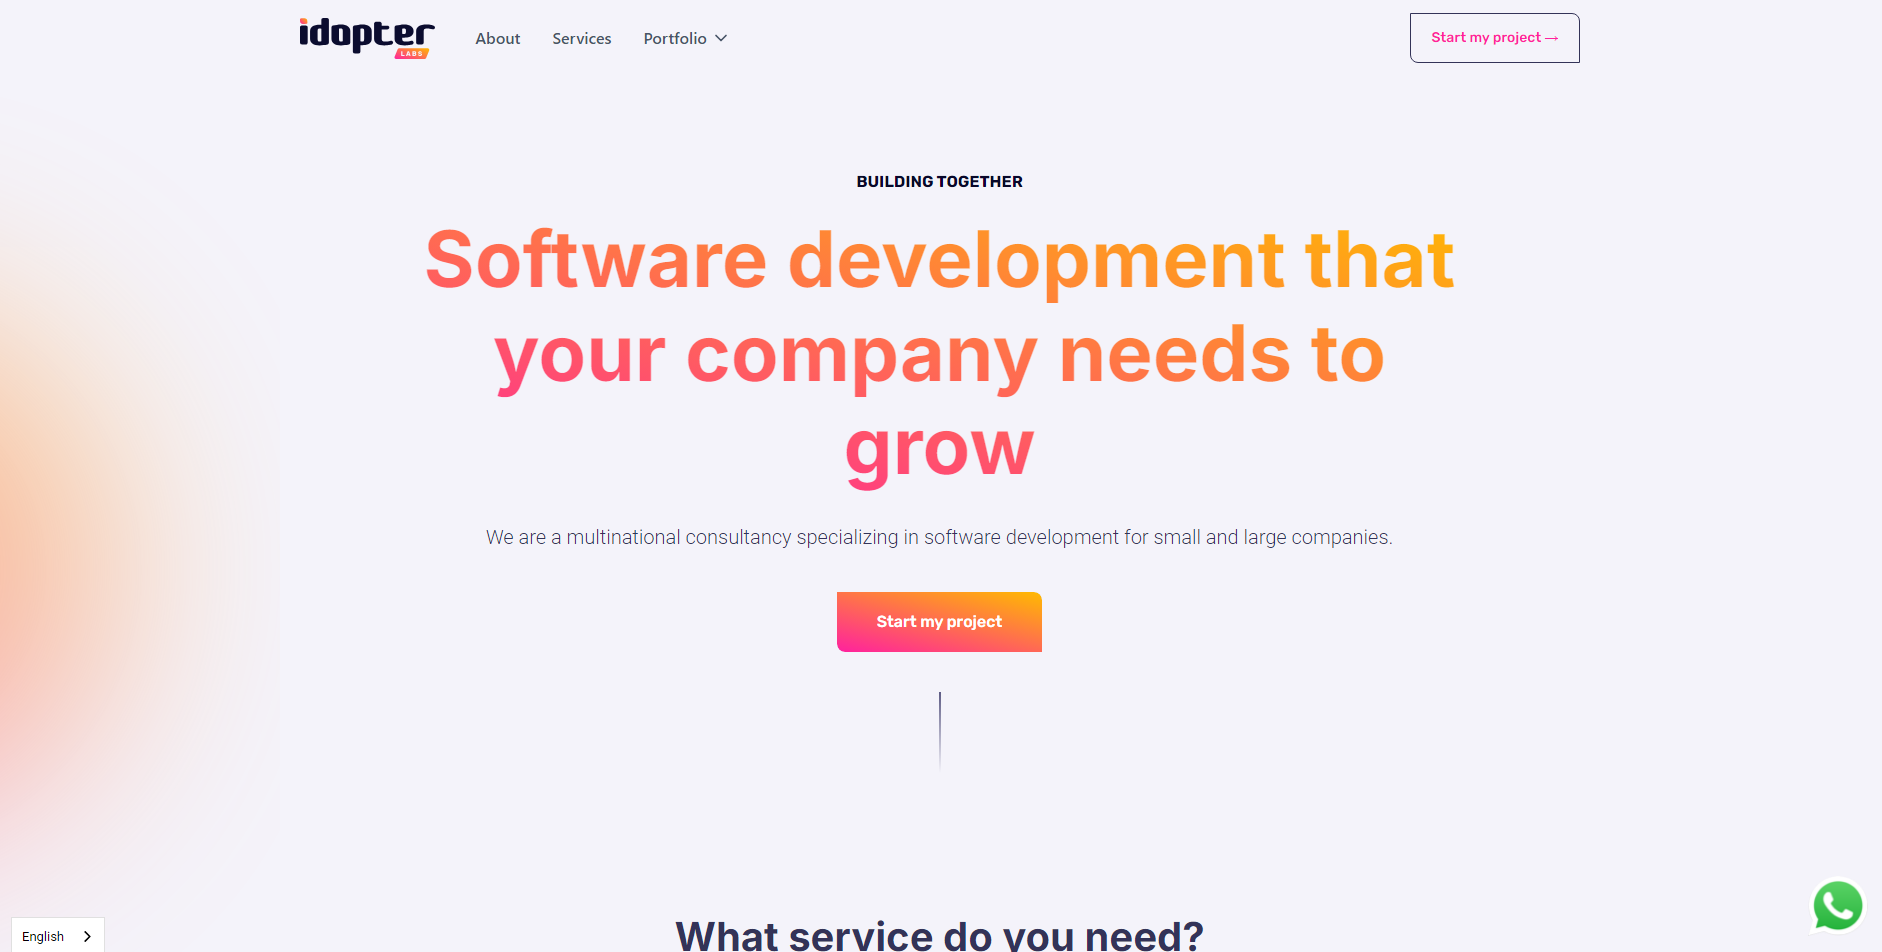 idopter
LABS
About
Services
Portfolio
Start my project →
BUILDING TOGETHER
Software development that
your company needs to
grow
We are a multinational consultancy specializing in software development for small and large companies.
Start my project
What service do you need?
English